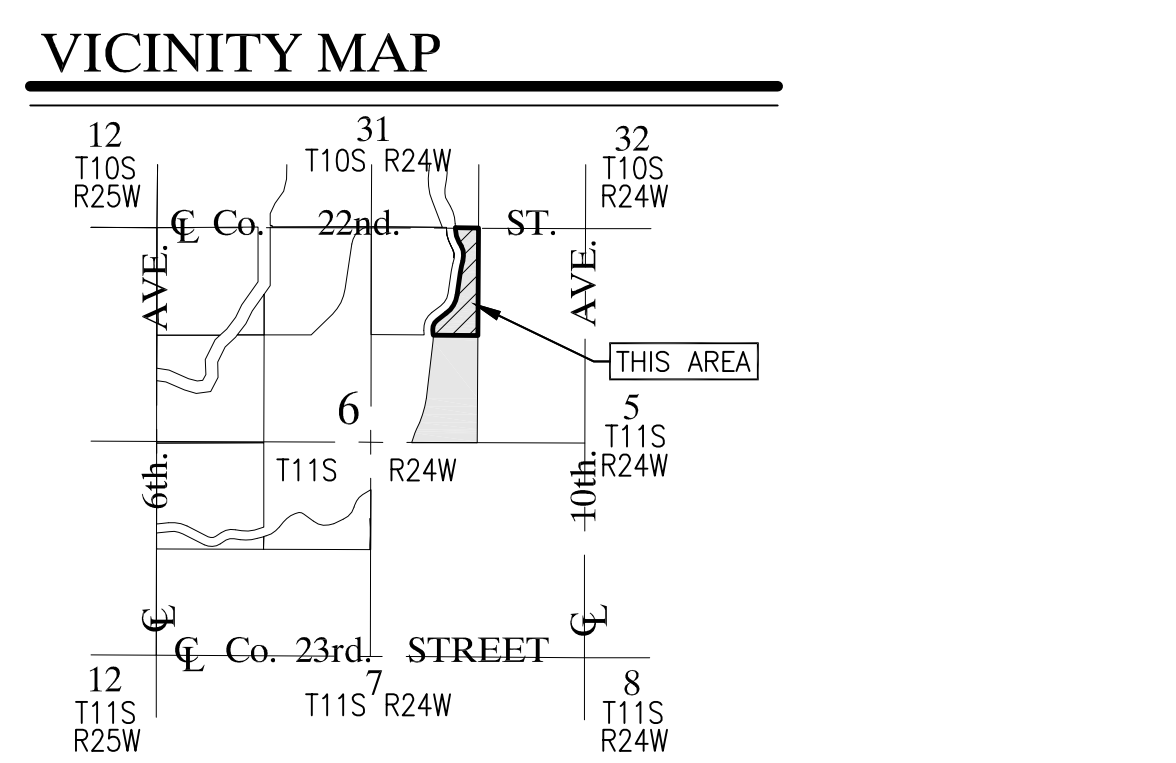 VICINITY MAP
12
T10S
R25W
31
T10S R24W
32
T10S
R24W
℄ Co. 22nd. ST.
AVE.
AVE.
THIS AREA
6
5
T11S
R24W
T11S R24W
6th.
10th.
℄
℄
℄ Co. 23rd. STREET
12
T11S
R25W
7
T11S R24W
8
T11S
R24W